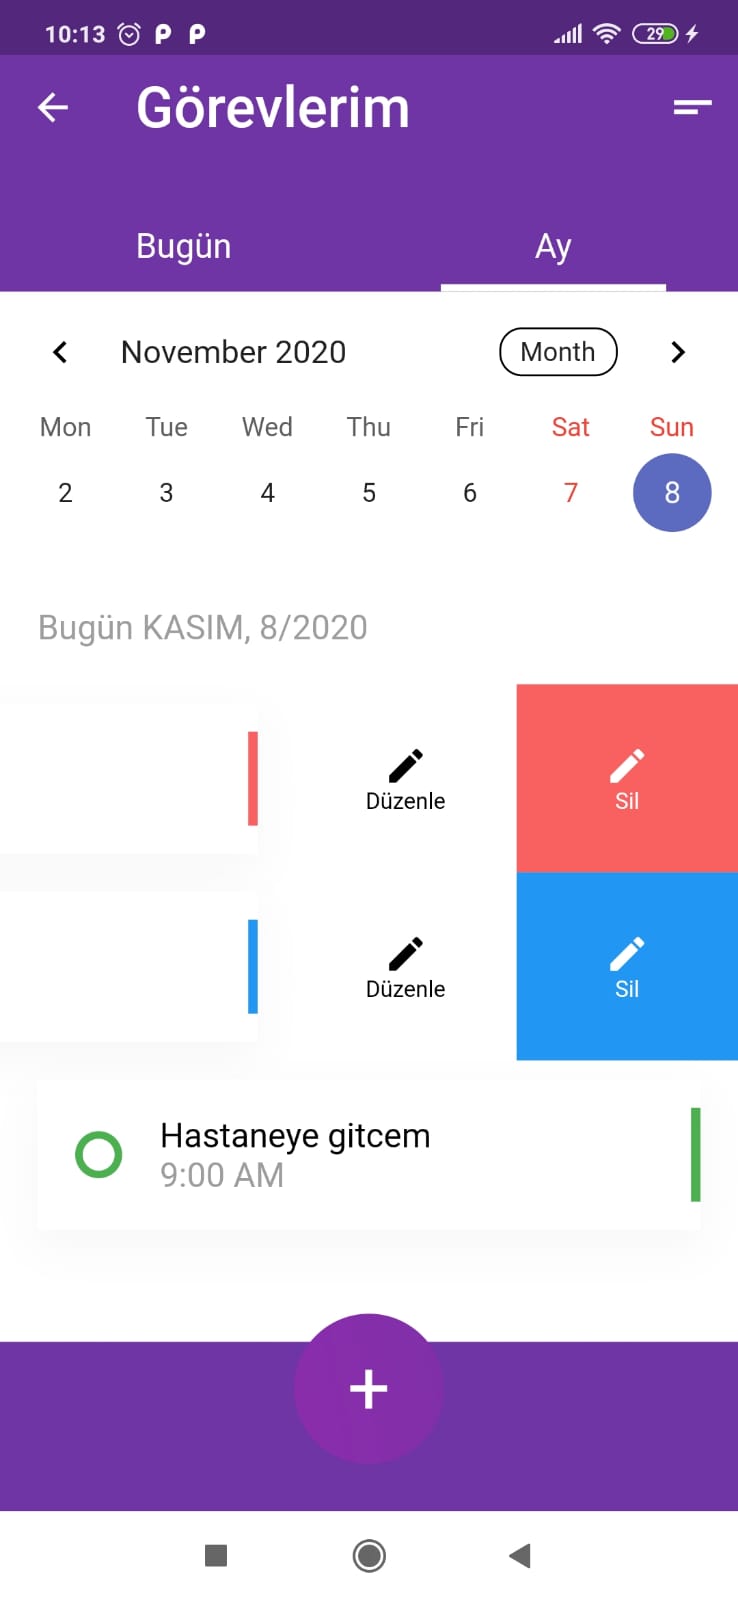 10:13
29
Görevlerim
Bugün Ay
November 2020 Month
Mon Tue Wed Thu Fri Sat Sun
2 3 4 5 6 7 8
Bugün KASIM, 8/2020
Düzenle Sil
Düzenle Sil
Hastaneye gitcem
9:00 AM